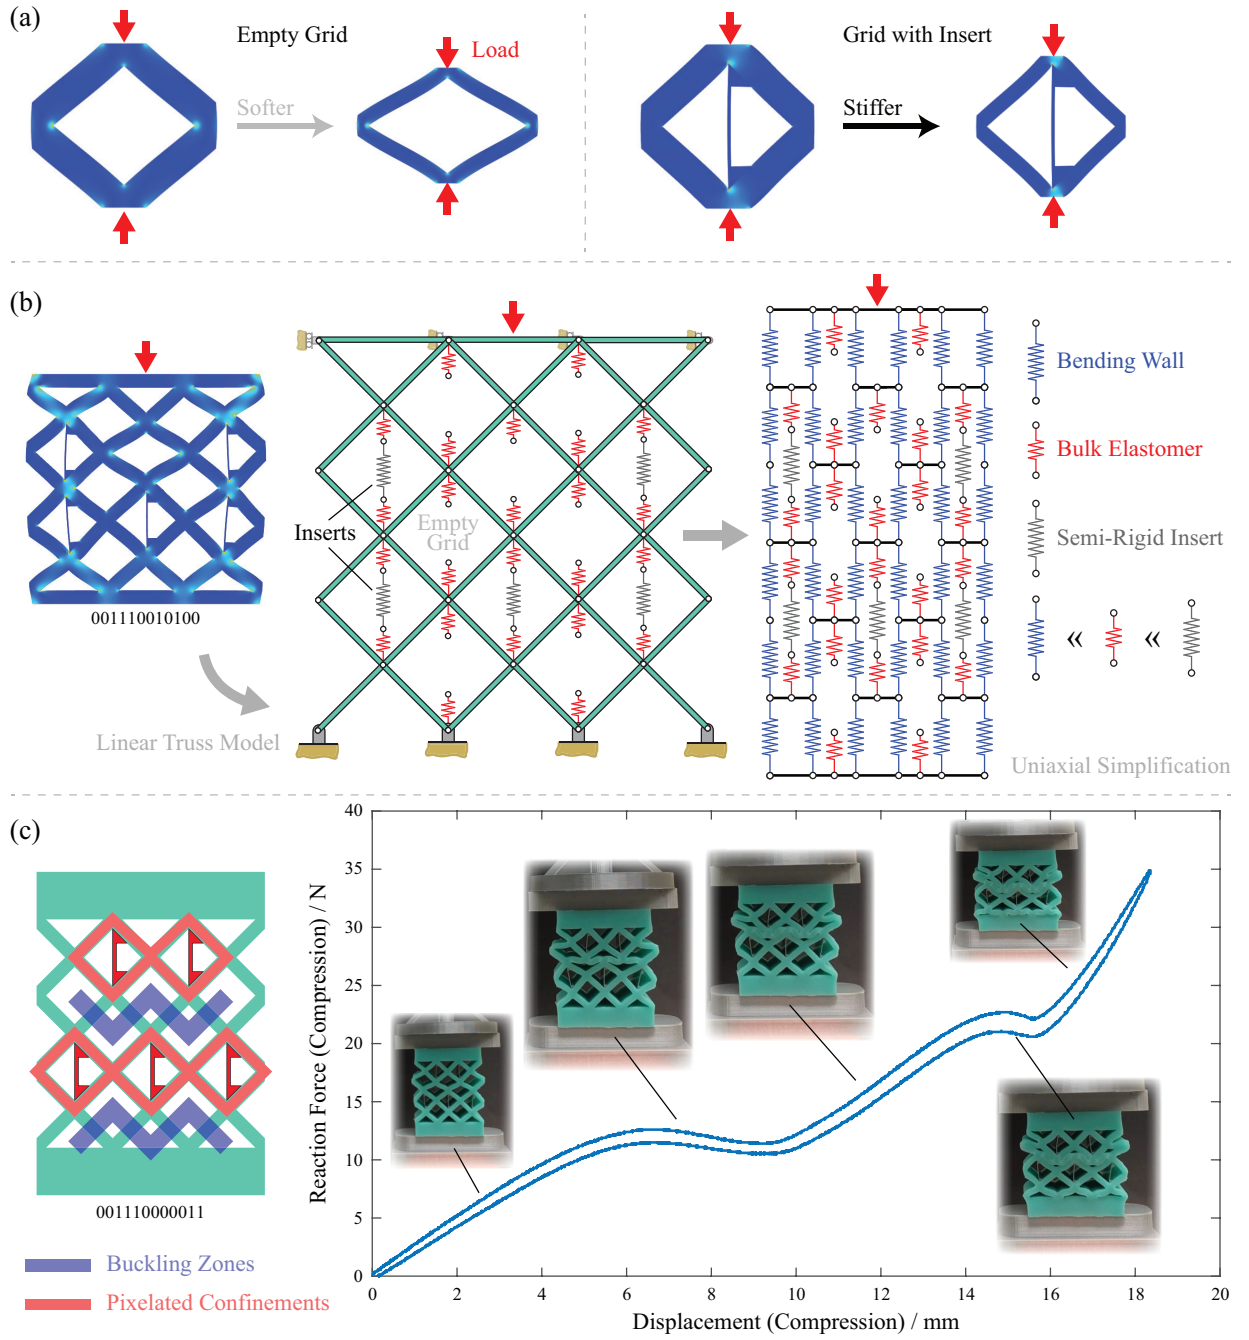 (a)
Empty Grid
Load
Softer
Grid with Insert
Stiffer
(b)
001110010100
Linear Truss Model
Inserts
Empty
Grid
Bending Wall
Bulk Elastomer
Semi-Rigid Insert
« «
Uniaxial Simplification
(c)
001110000011
Buckling Zones
Pixelated Confinements
Reaction Force (Compression) / N
40
35
30
25
20
15
10
5
0
0 2 4 6 8 10 12 14 16 18 20
Displacement (Compression) / mm